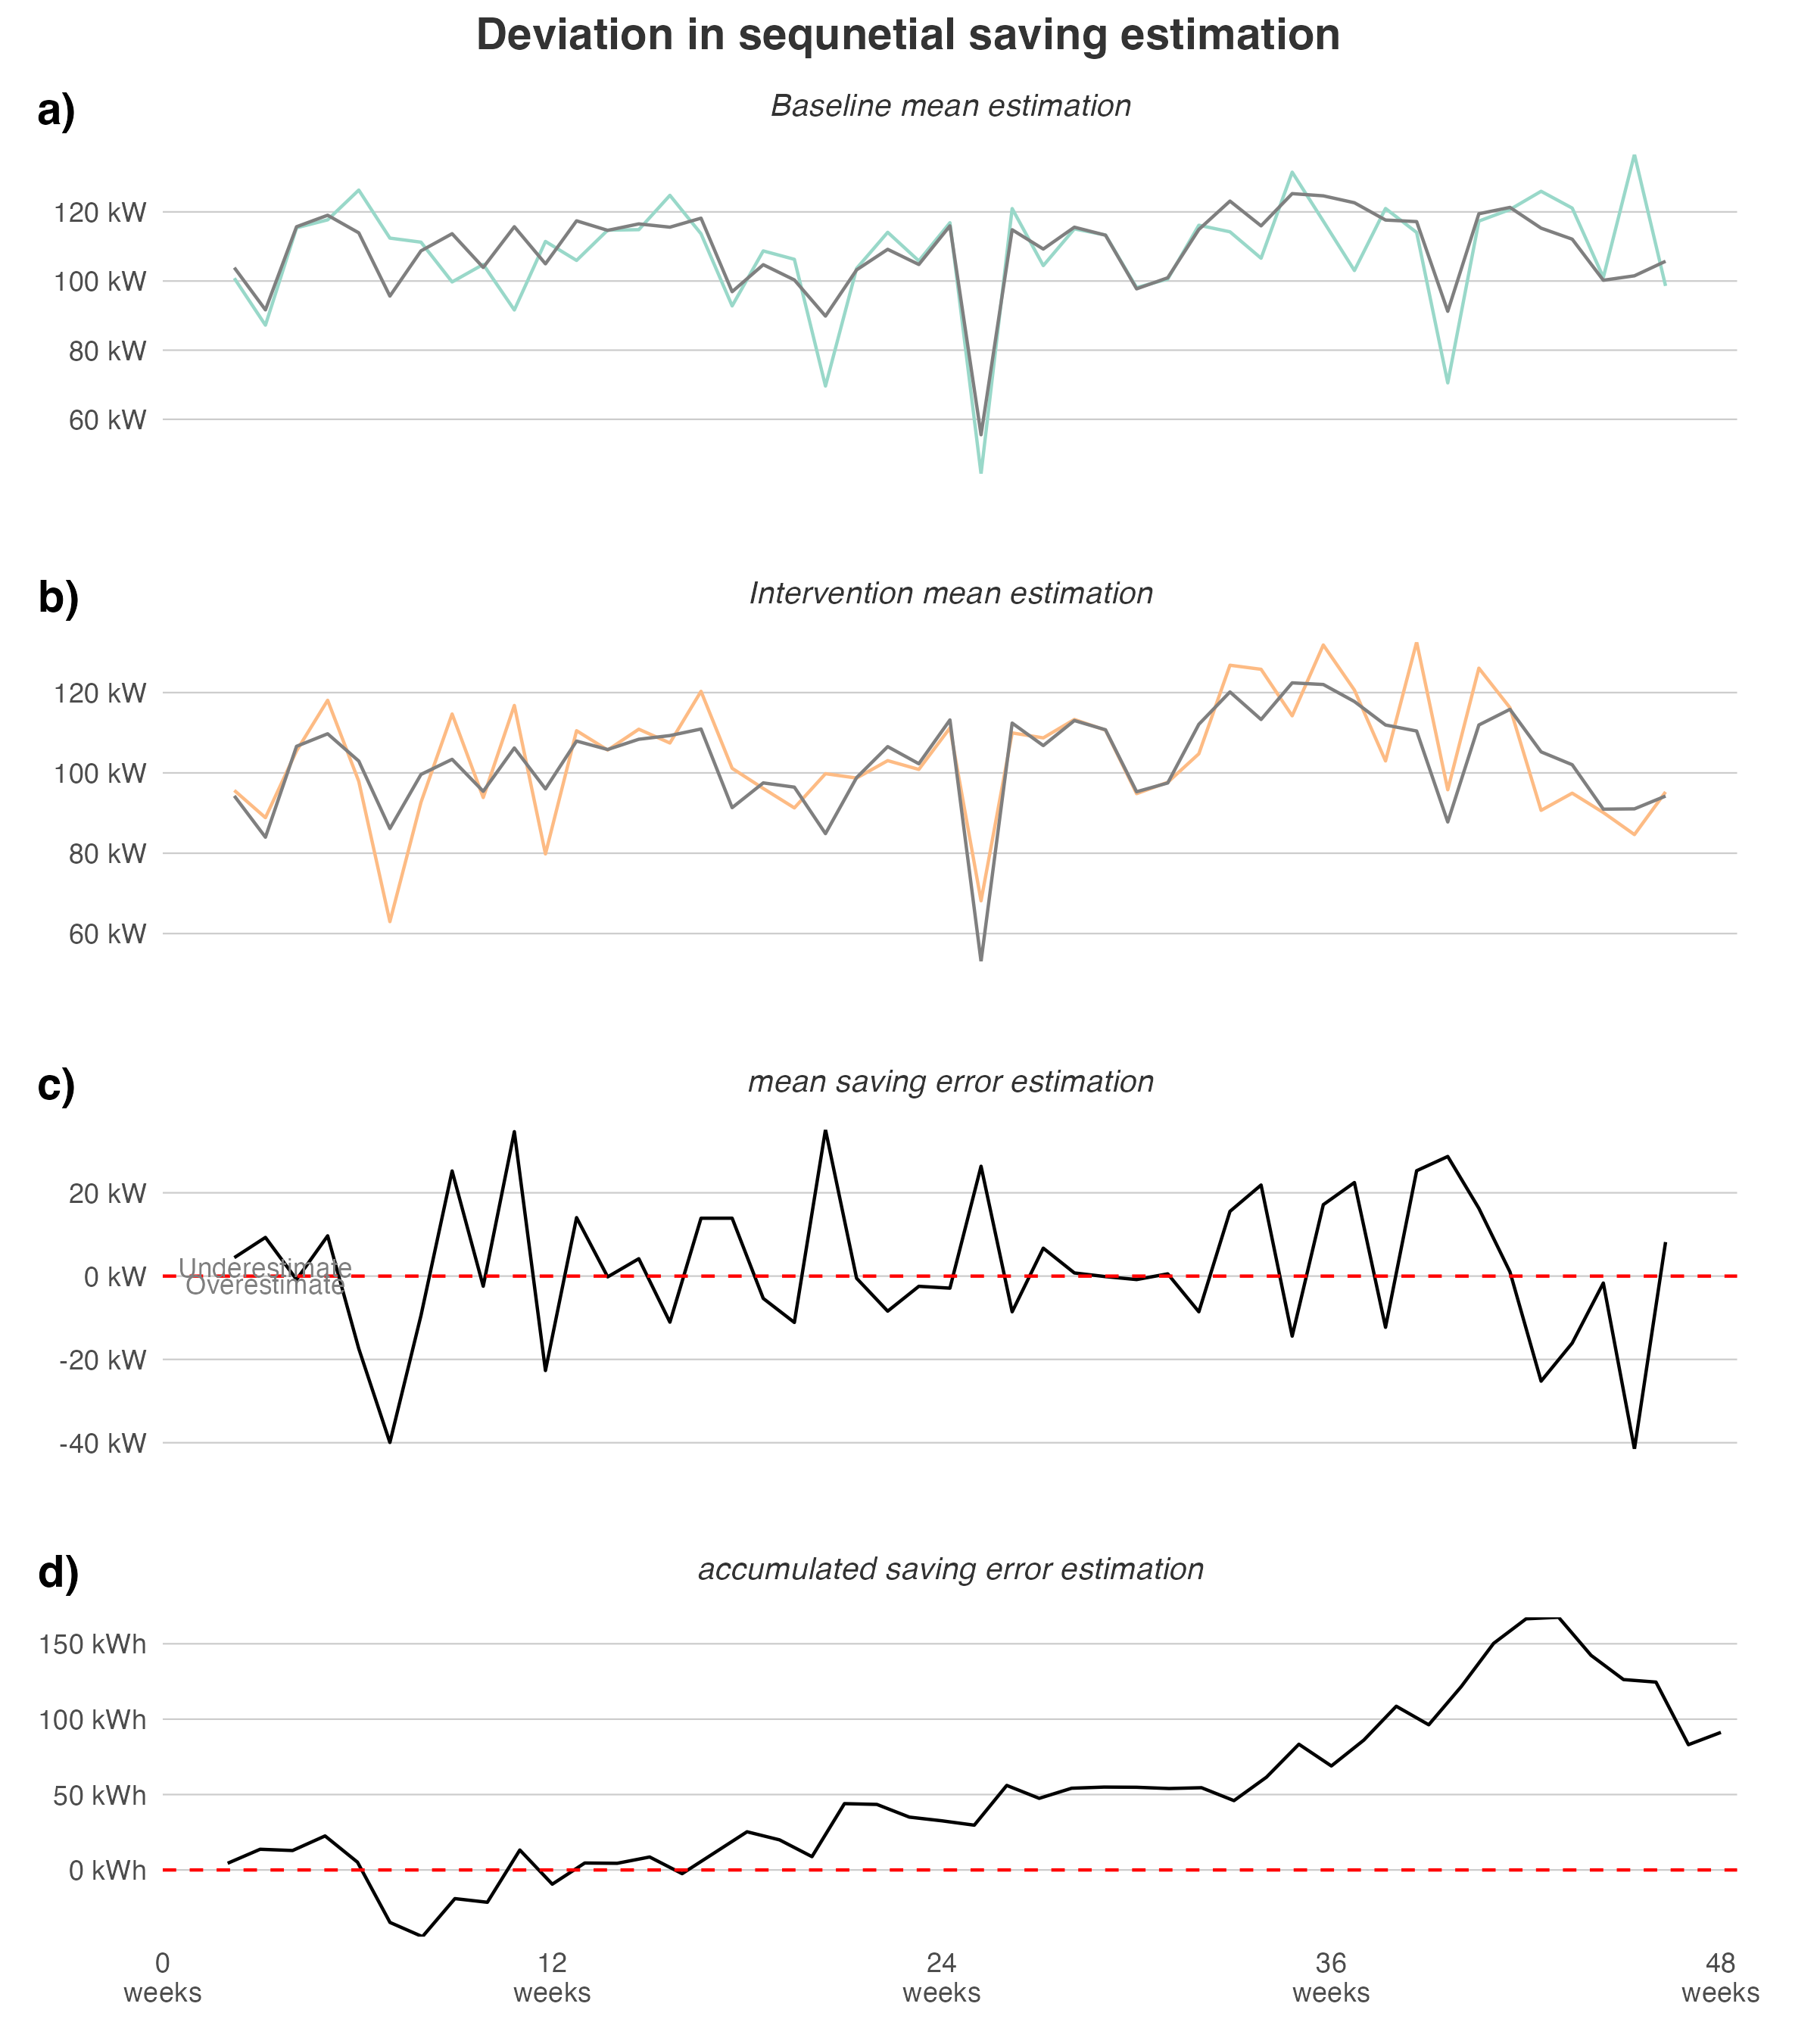 Deviation in sequnetial saving estimation
a)
Baseline mean estimation
120 kW
100 kW
80 kW
60 kW
b)
Intervention mean estimation
120 kW
100 kW
80 kW
60 kW
c)
mean saving error estimation
20 kW
0 kW
-20 kW
-40 kW
Underestimate
Overestimate
d)
accumulated saving error estimation
150 kWh
100 kWh
50 kWh
0 kWh
0
weeks
12
weeks
24
weeks
36
weeks
48
weeks